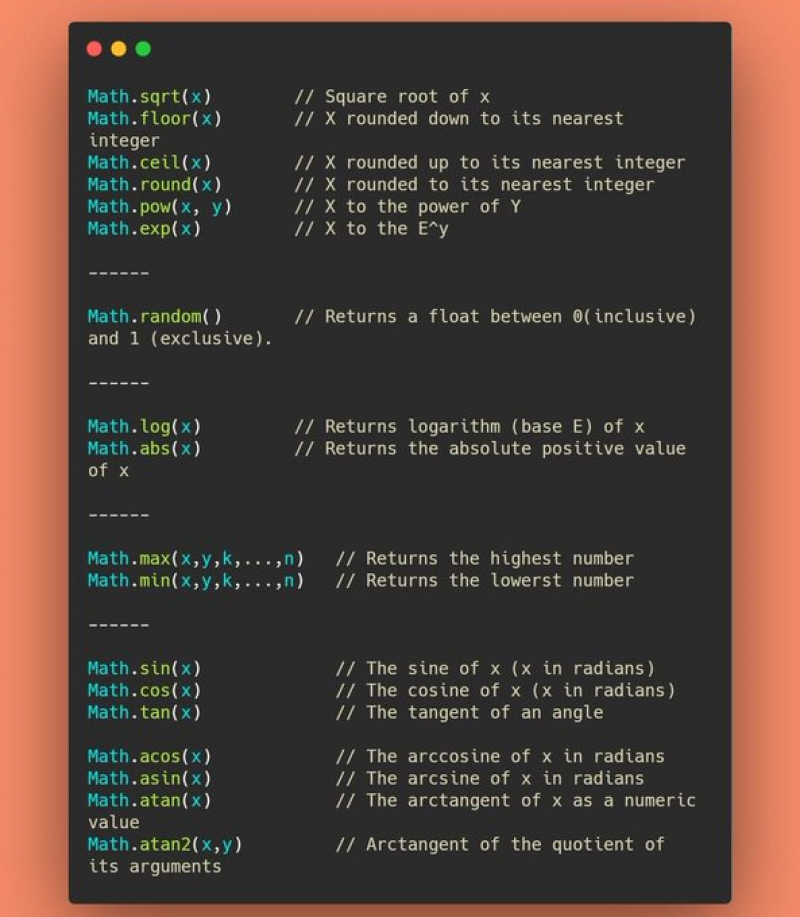 Math.sqrt(x)        // Square root of x
Math.floor(x)       // X rounded down to its nearest
integer
Math.ceil(x)        // X rounded up to its nearest integer
Math.round(x)       // X rounded to its nearest integer
Math.pow(x, y)      // X to the power of Y
Math.exp(x)         // X to the E^y
------
Math.random()       // Returns a float between 0(inclusive)
and 1 (exclusive).
------
Math.log(x)         // Returns logarithm (base E) of x
Math.abs(x)         // Returns the absolute positive value
of x
------
Math.max(x,y,k,...,n)   // Returns the highest number
Math.min(x,y,k,...,n)   // Returns the lowerst number
------
Math.sin(x)             // The sine of x (x in radians)
Math.cos(x)             // The cosine of x (x in radians)
Math.tan(x)             // The tangent of an angle
Math.acos(x)            // The arccosine of x in radians
Math.asin(x)            // The arcsine of x in radians
Math.atan(x)            // The arctangent of x as a numeric
value
Math.atan2(x,y)         // Arctangent of the quotient of
its arguments